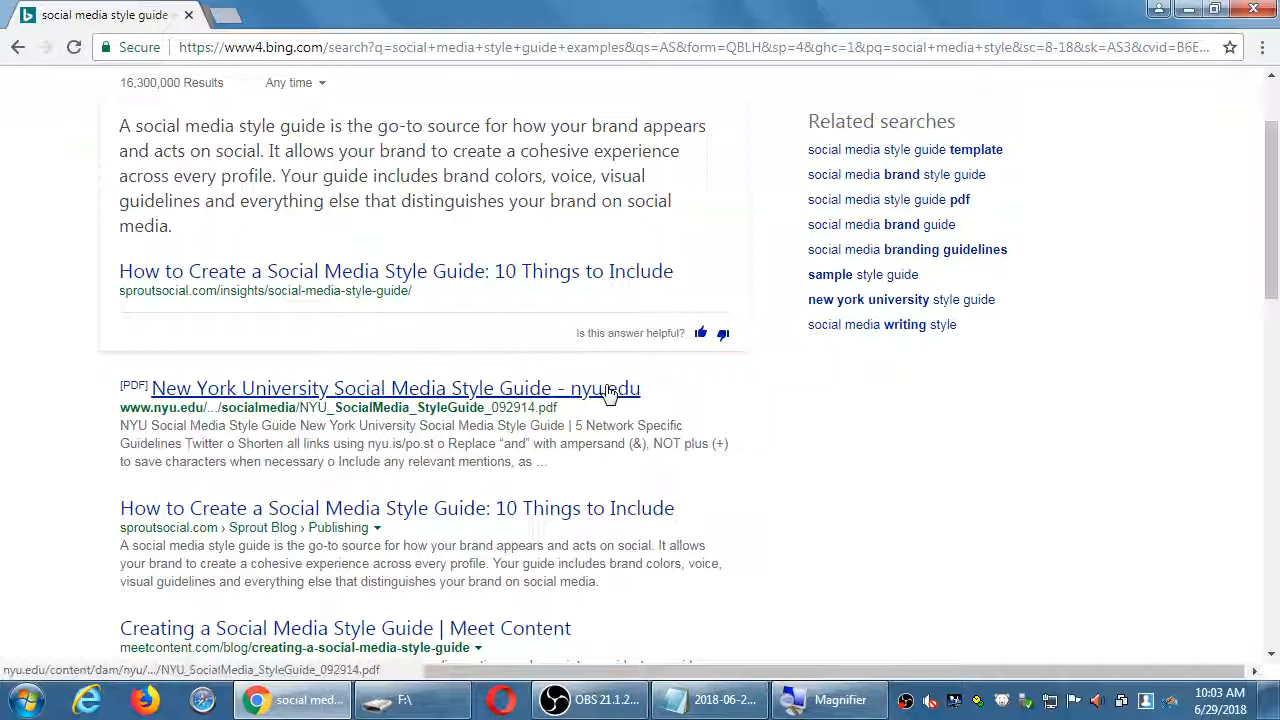 social media style guide
Secure
https://www4.bing.com/search?q=social+media+style+guide+examples&qs=AS&form=QBLH&sp=4&ghc=1&pq=social+media+style&sc=8-18&sk=AS3&cvid=B6E...
16,300,000 Results
Any time
A social media style guide is the go-to source for how your brand appears
and acts on social. It allows your brand to create a cohesive experience
across every profile. Your guide includes brand colors, voice, visual
guidelines and everything else that distinguishes your brand on social
media.
How to Create a Social Media Style Guide: 10 Things to Include
sproutsocial.com/insights/social-media-style-guide/
Is this answer helpful?
[PDF] New York University Social Media Style Guide - nyu.edu
www.nyu.edu/.../socialmedia/NYU_SocialMedia_StyleGuide_092914.pdf
NYU Social Media Style Guide New York University Social Media Style Guide | 5 Network Specific
Guidelines Twitter o Shorten all links using nyu.is/po.st o Replace “and” with ampersand (&), NOT plus (+)
to save characters when necessary o Include any relevant mentions, as ...
How to Create a Social Media Style Guide: 10 Things to Include
sproutsocial.com › Sprout Blog › Publishing
A social media style guide is the go-to source for how your brand appears and acts on social. It allows
your brand to create a cohesive experience across every profile. Your guide includes brand colors, voice,
visual guidelines and everything else that distinguishes your brand on social media.
Creating a Social Media Style Guide | Meet Content
meetcontent.com/blog/creating-a-social-media-style-guide
Related searches
social media style guide template
social media brand style guide
social media style guide pdf
social media brand guide
social media branding guidelines
sample style guide
new york university style guide
social media writing style
nyu.edu/content/dam/nyu/.../NYU_SocialMedia_StyleGuide_092914.pdf
social med...
F:\
OBS 21.1.2...
2018-06-2...
Magnifier
10:03 AM
6/29/2018